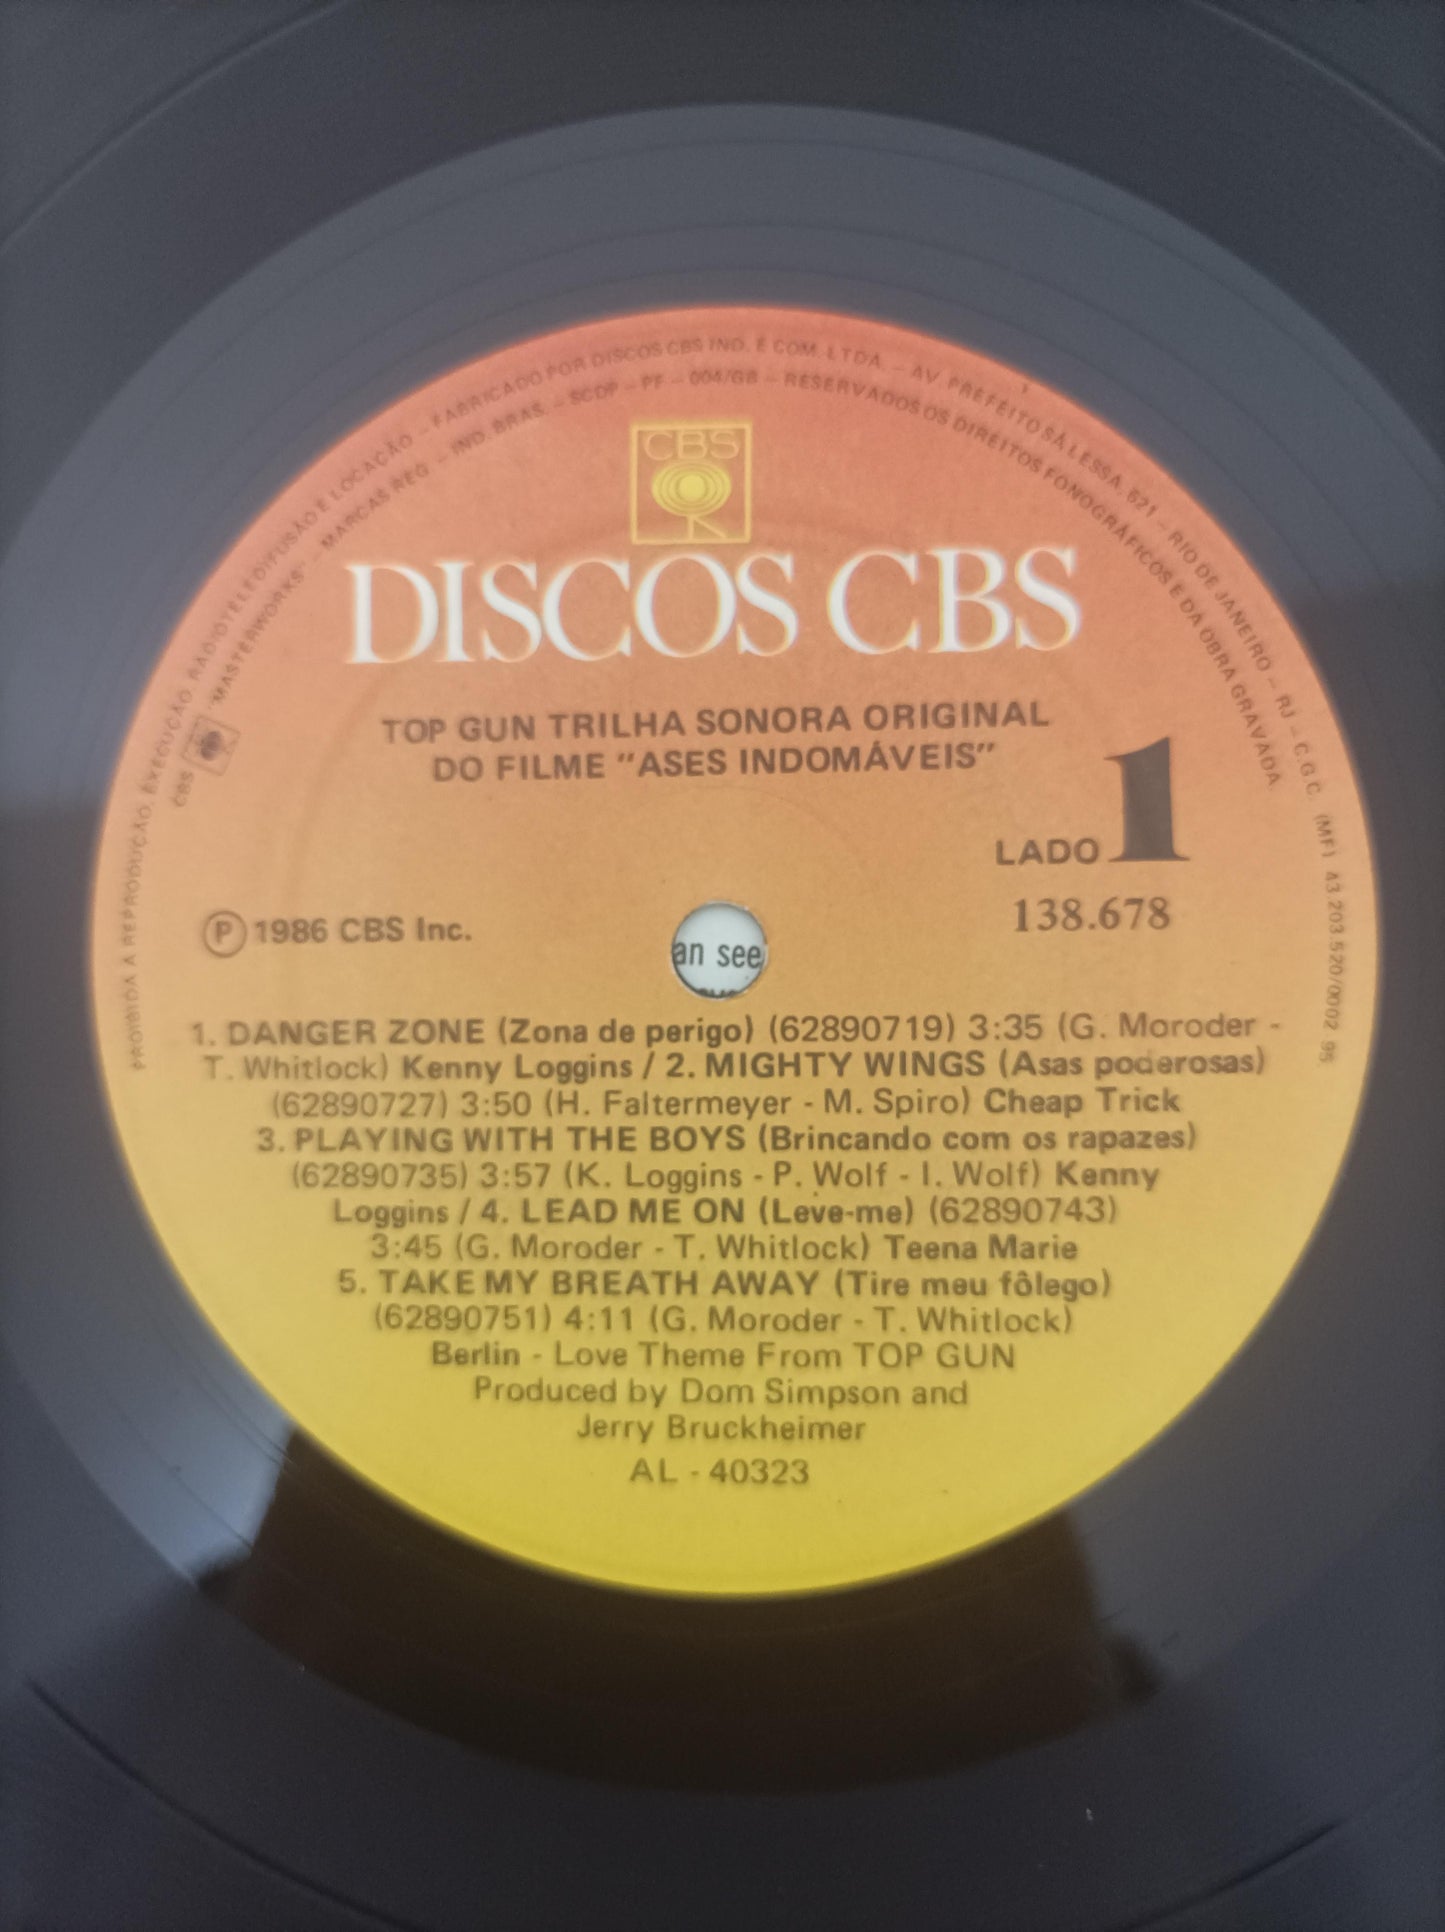 PROIBIDA A REPRODUÇÃO, EXECUÇÃO, RADIOTELEDIFUSÃO E LOCAÇÃO – FABRICADO POR DISCOS CBS IND. E COM. LTDA. – AV. PREFEITO SÁ LESSA, 621 – RIO DE JANEIRO – RJ – C.G.C. (MF) 43.203.520/0002 95
CBS "MASTERWORKS" – MARCAS REG. – IND. BRAS. – SCDP – PF – 004/GB – RESERVADOS OS DIREITOS FONOGRÁFICOS E DA OBRA GRAVADA
CBS
DISCOS CBS
TOP GUN TRILHA SONORA ORIGINAL
DO FILME "ASES INDOMÁVEIS"
LADO 1
138.678
Ⓟ 1986 CBS Inc.
an see
1. DANGER ZONE (Zona de perigo) (62890719) 3:35 (G. Moroder -
T. Whitlock) Kenny Loggins / 2. MIGHTY WINGS (Asas poderosas)
(62890727) 3:50 (H. Faltermeyer - M. Spiro) Cheap Trick
3. PLAYING WITH THE BOYS (Brincando com os rapazes)
(62890735) 3:57 (K. Loggins - P. Wolf - I. Wolf) Kenny
Loggins / 4. LEAD ME ON (Leve-me) (62890743)
3:45 (G. Moroder - T. Whitlock) Teena Marie
5. TAKE MY BREATH AWAY (Tire meu fôlego)
(62890751) 4:11 (G. Moroder - T. Whitlock)
Berlin - Love Theme From TOP GUN
Produced by Dom Simpson and
Jerry Bruckheimer
AL - 40323